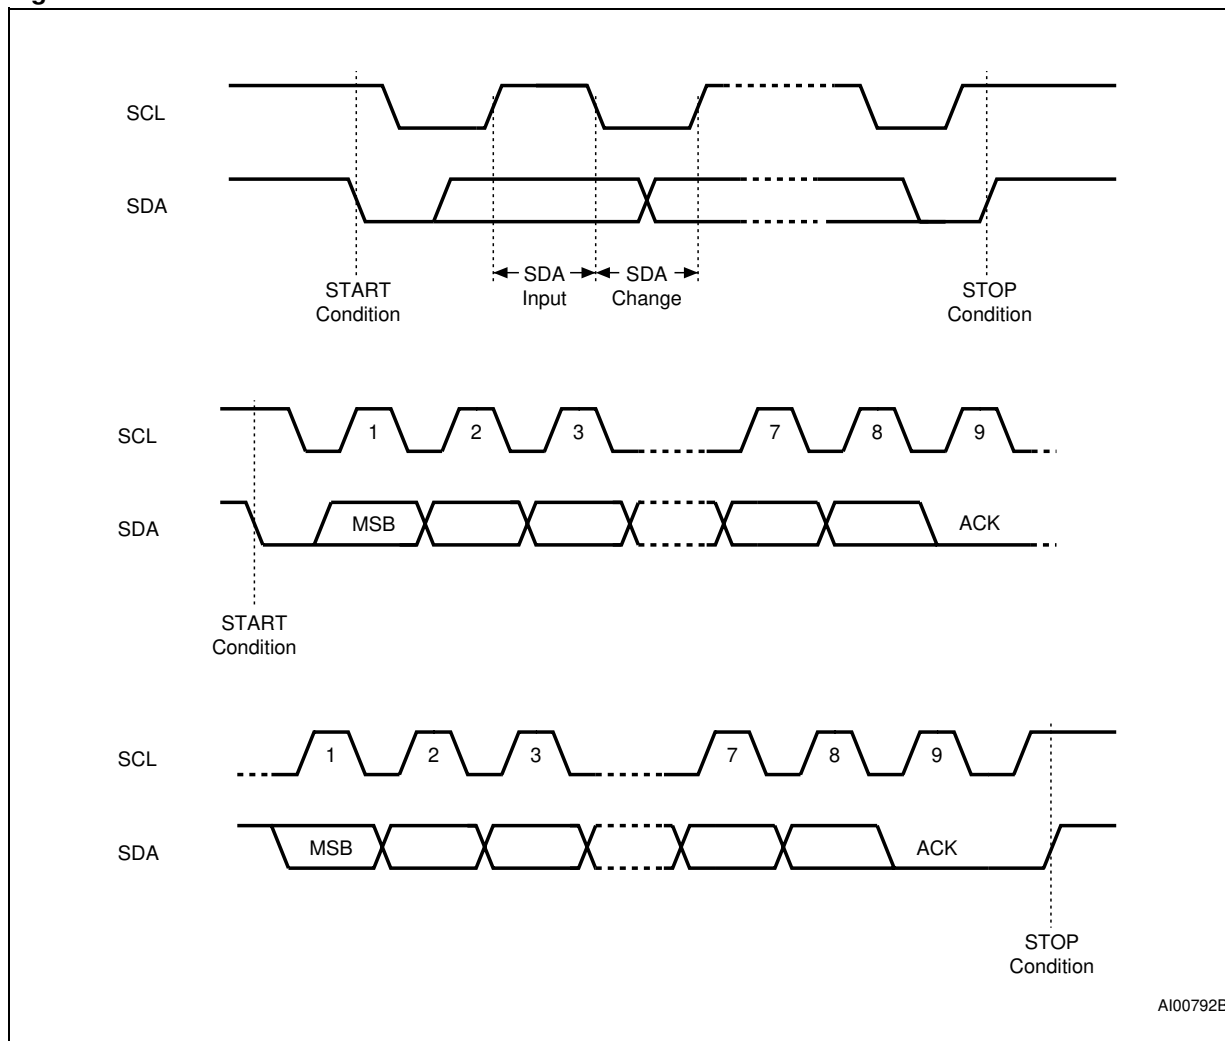 SCL
SDA
SDA
Input
SDA
Change
START
Condition
STOP
Condition
SCL
1 2 3 7 8 9
SDA
MSB ACK
START
Condition
SCL
1 2 3 7 8 9
SDA
MSB ACK
STOP
Condition
AI00792B